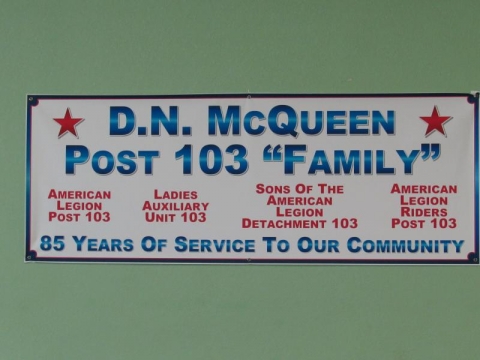 D.N. McQueen
Post 103 "Family"
American
Legion
Post 103
Ladies
Auxiliary
Unit 103
Sons Of The
American
Legion
Detachment 103
American
Legion
Riders
Post 103
85 Years Of Service To Our Community